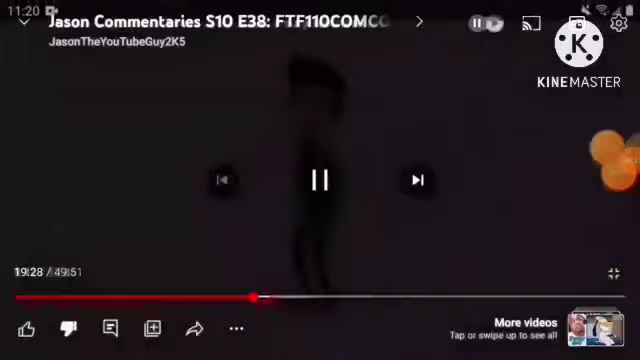 11:20
Jason Commentaries S10 E38: FTF110COMCO
JasonTheYouTubeGuy2K5
K
KINEMASTER
19:28 / 49:51
More videos
Tap or swipe up to see all